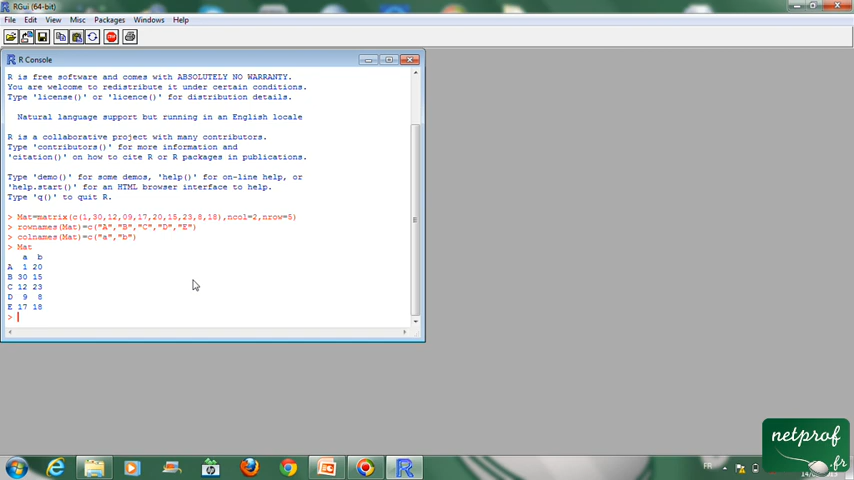 RGui (64-bit)
File Edit View Misc Packages Windows Help
R Console
R is free software and comes with ABSOLUTELY NO WARRANTY.
You are welcome to redistribute it under certain conditions.
Type 'license()' or 'licence()' for distribution details.
Natural language support but running in an English locale
R is a collaborative project with many contributors.
Type 'contributors()' for more information and
'citation()' on how to cite R or R packages in publications.
Type 'demo()' for some demos, 'help()' for on-line help, or
'help.start()' for an HTML browser interface to help.
Type 'q()' to quit R.
> Mat=matrix(c(1,30,12,09,17,20,15,23,8,18),ncol=2,nrow=5)
> rownames(Mat)=c("A","B","C","D","E")
> colnames(Mat)=c("a","b")
> Mat
a b
A 1 20
B 30 15
C 12 23
D 9 8
E 17 18
>
netprof
.fr
FR